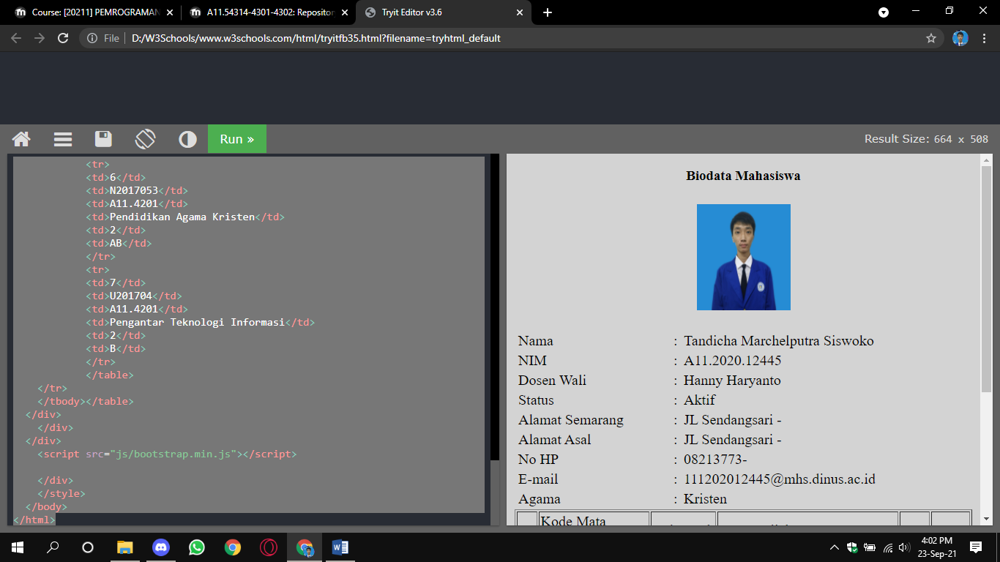 Course: [20211] PEMROGRAMAN
A11.54314-4301-4302: Repository
Tryit Editor v3.6
File
D:/W3Schools/www.w3schools.com/html/tryitfb35.html?filename=tryhtml_default
Run »
Result Size: 664 x 508
<tr>
<td>6</td>
<td>N2017053</td>
<td>A11.4201</td>
<td>Pendidikan Agama Kristen</td>
<td>2</td>
<td>AB</td>
</tr>
<tr>
<td>7</td>
<td>U201704</td>
<td>A11.4201</td>
<td>Pengantar Teknologi Informasi</td>
<td>2</td>
<td>B</td>
</tr>
</table>
</tr>
</tbody></table>
</div>
</div>
</div>
<script src="js/bootstrap.min.js"></script>
</div>
</style>
</body>
</html>
Biodata Mahasiswa
Nama : Tandicha Marchelputra Siswoko
NIM : A11.2020.12445
Dosen Wali : Hanny Haryanto
Status : Aktif
Alamat Semarang : JL Sendangsari -
Alamat Asal : JL Sendangsari -
No HP : 08213773-
E-mail : 111202012445@mhs.dinus.ac.id
Agama : Kristen
Kode Mata
4:02 PM
23-Sep-21